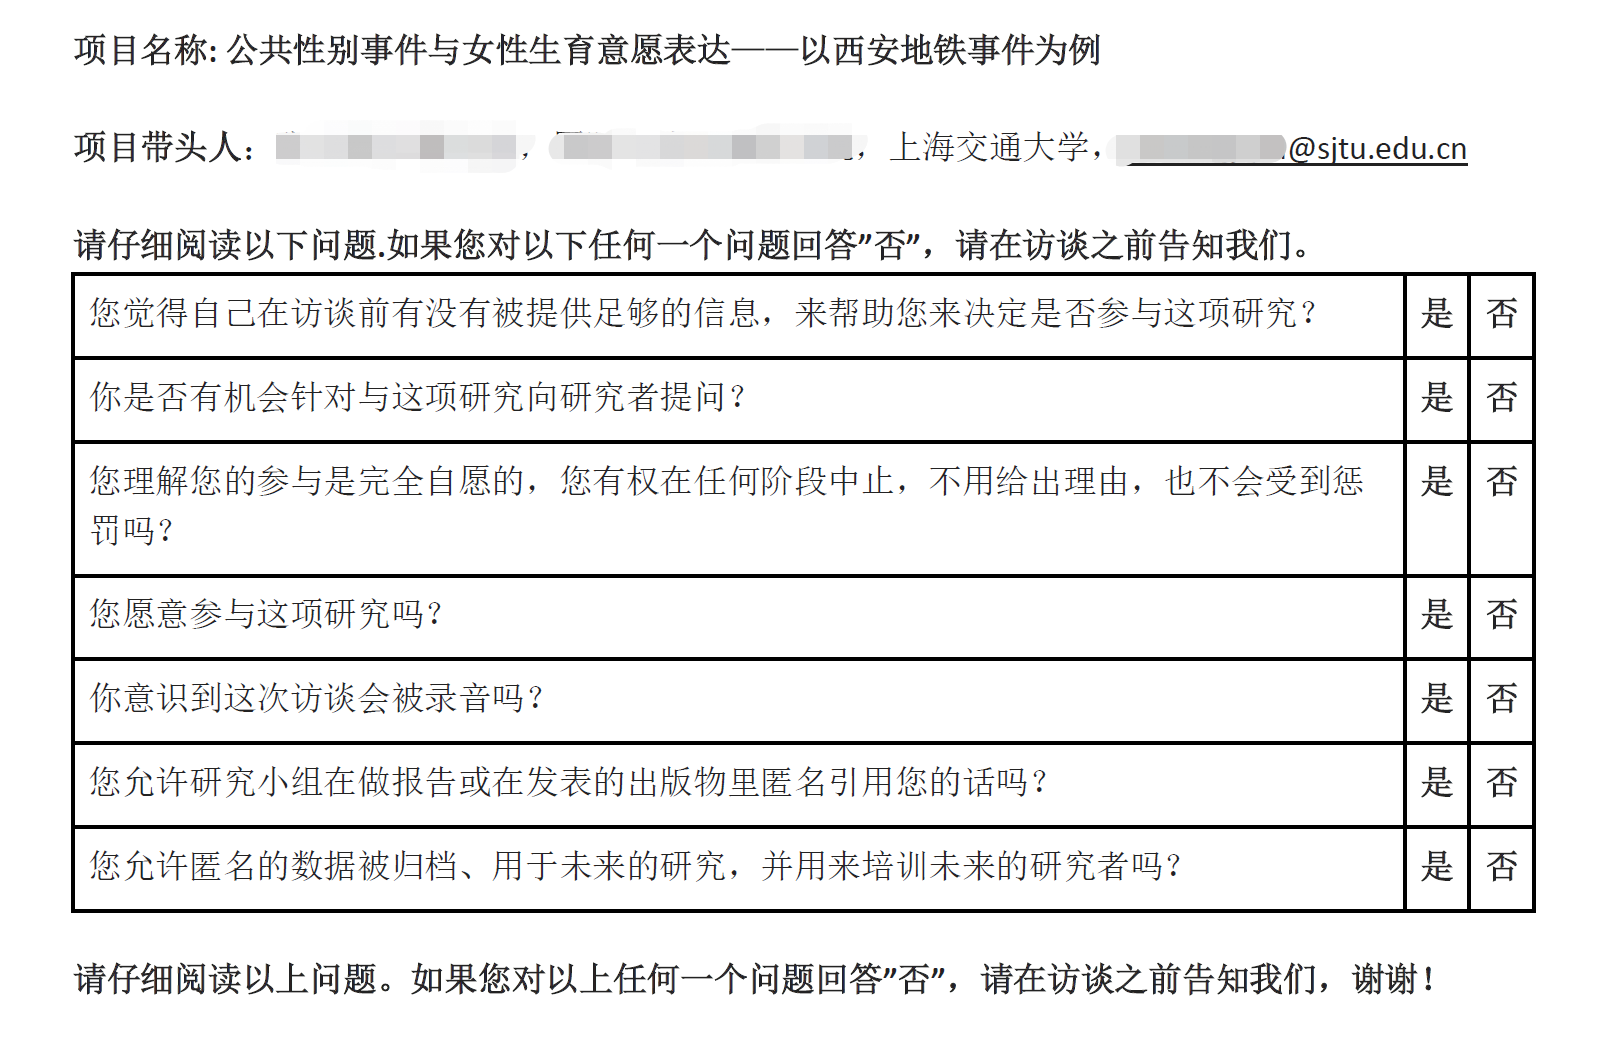 项目名称: 公共性别事件与女性生育意愿表达——以西安地铁事件为例
项目带头人： ， ，上海交通大学， @sjtu.edu.cn
请仔细阅读以下问题.如果您对以下任何一个问题回答”否”，请在访谈之前告知我们。
您觉得自己在访谈前有没有被提供足够的信息，来帮助您来决定是否参与这项研究？ 是 否
你是否有机会针对与这项研究向研究者提问？ 是 否
您理解您的参与是完全自愿的，您有权在任何阶段中止，不用给出理由，也不会受到惩 是 否
罚吗？
您愿意参与这项研究吗？ 是 否
你意识到这次访谈会被录音吗？ 是 否
您允许研究小组在做报告或在发表的出版物里匿名引用您的话吗？ 是 否
您允许匿名的数据被归档、用于未来的研究，并用来培训未来的研究者吗？ 是 否
请仔细阅读以上问题。如果您对以上任何一个问题回答”否”，请在访谈之前告知我们，谢谢！